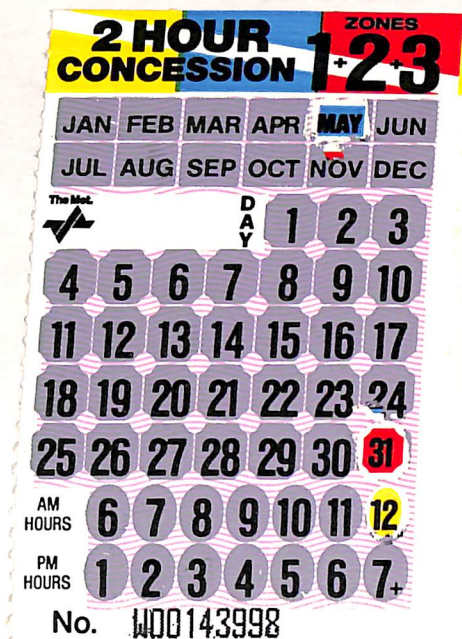 2 HOUR CONCESSION ZONES 1+2+3
JAN FEB MAR APR MAY JUN
JUL AUG SEP OCT NOV DEC
The Met. DAY 1 2 3
4 5 6 7 8 9 10
11 12 13 14 15 16 17
18 19 20 21 22 23 24
25 26 27 28 29 30 31
AM HOURS 6 7 8 9 10 11 12
PM HOURS 1 2 3 4 5 6 7+
No. W00143998